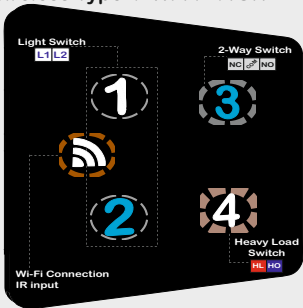 Light Switch
L1 L2
2-Way Switch
NC NO
1
3
2
4
Heavy Load
Switch
HL HO
Wi-Fi Connection
IR input